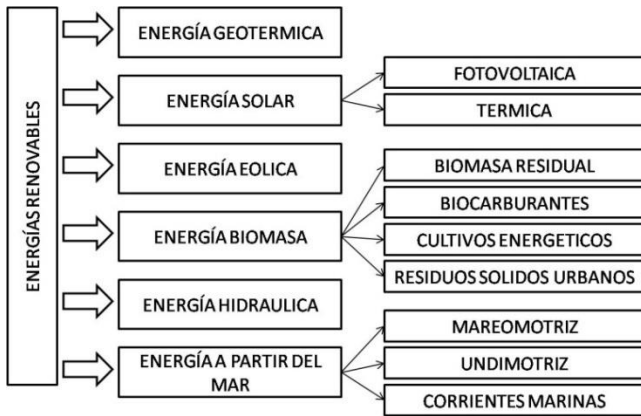 ENERGÍAS RENOVABLES
ENERGÍA GEOTERMICA
ENERGÍA SOLAR
FOTOVOLTAICA
TERMICA
ENERGÍA EOLICA
ENERGÍA BIOMASA
BIOMASA RESIDUAL
BIOCARBURANTES
CULTIVOS ENERGETICOS
RESIDUOS SOLIDOS URBANOS
ENERGÍA HIDRAULICA
ENERGÍA A PARTIR DEL
MAR
MAREOMOTRIZ
UNDIMOTRIZ
CORRIENTES MARINAS